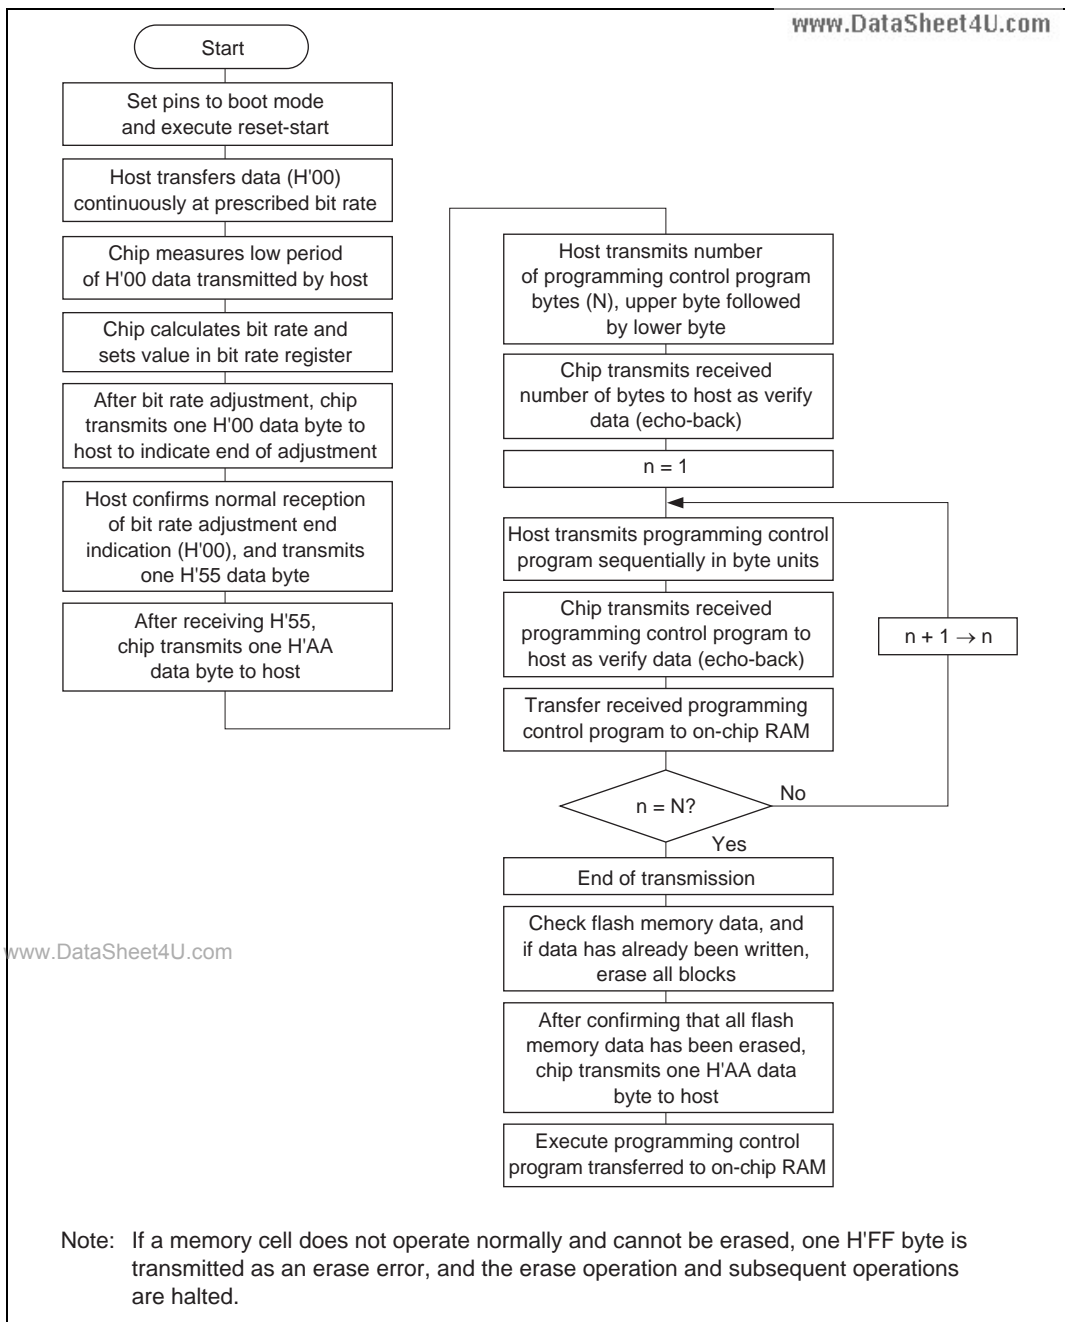 www.DataSheet4U.com
Start
Set pins to boot mode
and execute reset-start
Host transfers data (H'00)
continuously at prescribed bit rate
Chip measures low period
of H'00 data transmitted by host
Chip calculates bit rate and
sets value in bit rate register
After bit rate adjustment, chip
transmits one H'00 data byte to
host to indicate end of adjustment
Host confirms normal reception
of bit rate adjustment end
indication (H'00), and transmits
one H'55 data byte
After receiving H'55,
chip transmits one H'AA
data byte to host
Host transmits number
of programming control program
bytes (N), upper byte followed
by lower byte
Chip transmits received
number of bytes to host as verify
data (echo-back)
n = 1
Host transmits programming control
program sequentially in byte units
Chip transmits received
programming control program to
host as verify data (echo-back)
n + 1 → n
Transfer received programming
control program to on-chip RAM
n = N?
No
Yes
End of transmission
Check flash memory data, and
if data has already been written,
erase all blocks
www.DataSheet4U.com
After confirming that all flash
memory data has been erased,
chip transmits one H'AA data
byte to host
Execute programming control
program transferred to on-chip RAM
Note: If a memory cell does not operate normally and cannot be erased, one H'FF byte is
transmitted as an erase error, and the erase operation and subsequent operations
are halted.